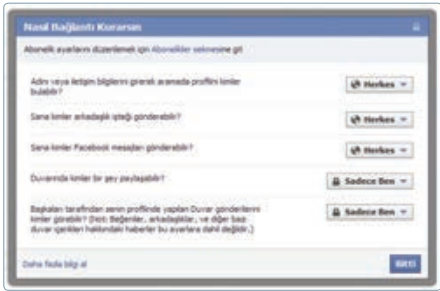 Nasıl Bağlantı Kurarsın
Abonelik ayarlarını düzenlemek için Abonelikler sekmesine git
Adını veya iletişim bilgilerini girerek aramada profilini kimler
bulabilir?
Herkes
Sana kimler arkadaşlık isteği gönderebilir?
Herkes
Sana kimler Facebook mesajları gönderebilir?
Herkes
Duvarında kimler bir şey paylaşabilir?
Sadece Ben
Başkaları tarafından senin profilinde yapılan Duvar gönderilerini
kimler görebilir? (Not: Beğeniler, arkadaşlıklar, ve diğer bazı
duvar içerikleri hakkındaki haberler bu ayarlara dahil değildir.)
Sadece Ben
Daha fazla bilgi al
Bitti